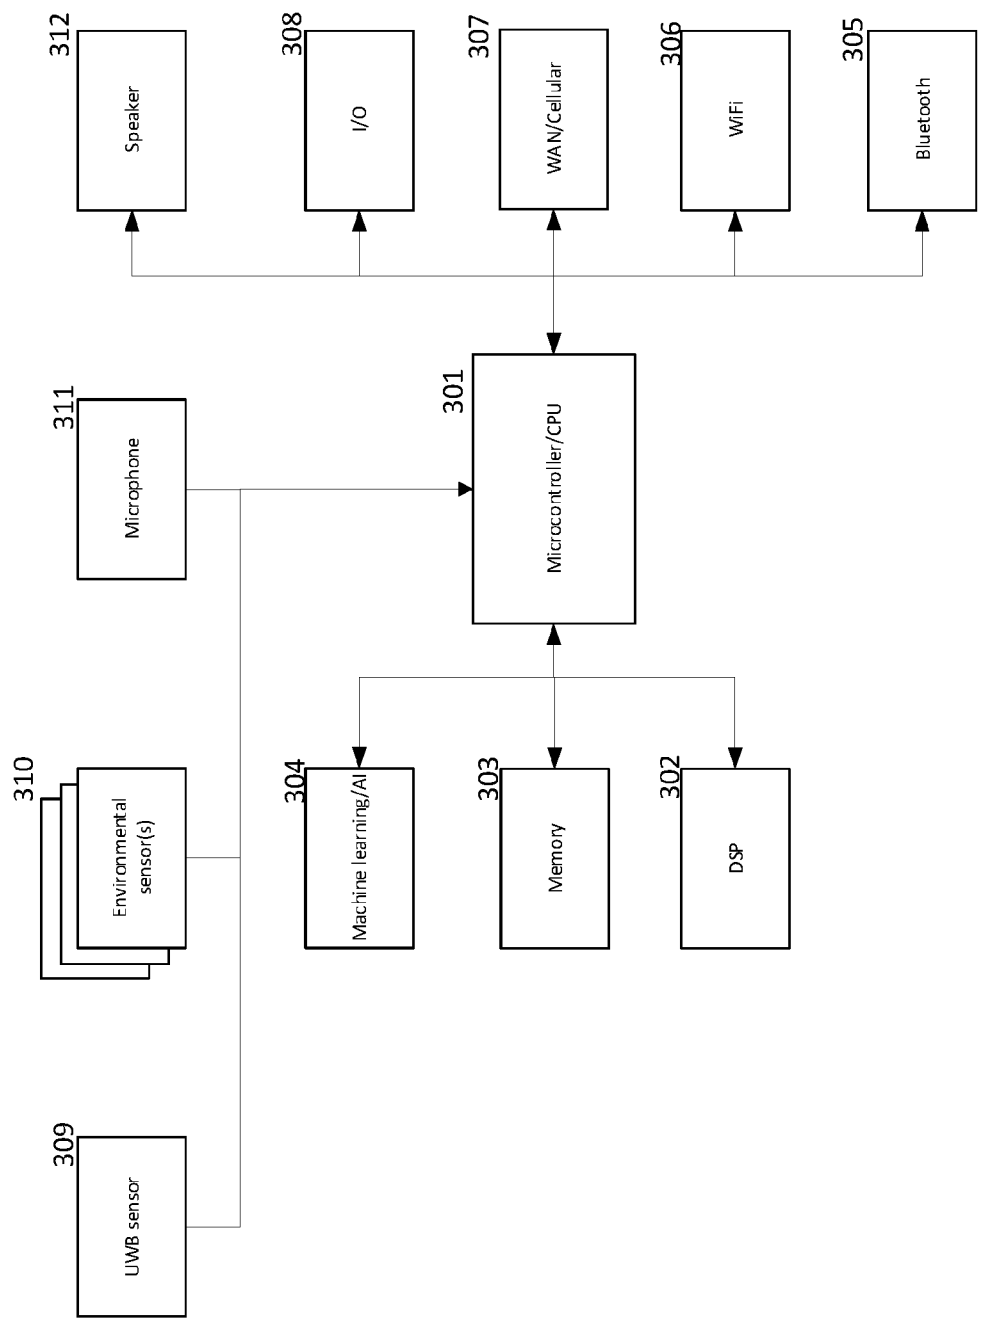 309
UWB sensor
310
Environmental
sensor(s)
311
Microphone
312
Speaker
304
Machine learning/AI
308
I/O
303
Memory
301
Microcontroller/CPU
307
WAN/Cellular
302
DSP
306
WiFi
305
Bluetooth